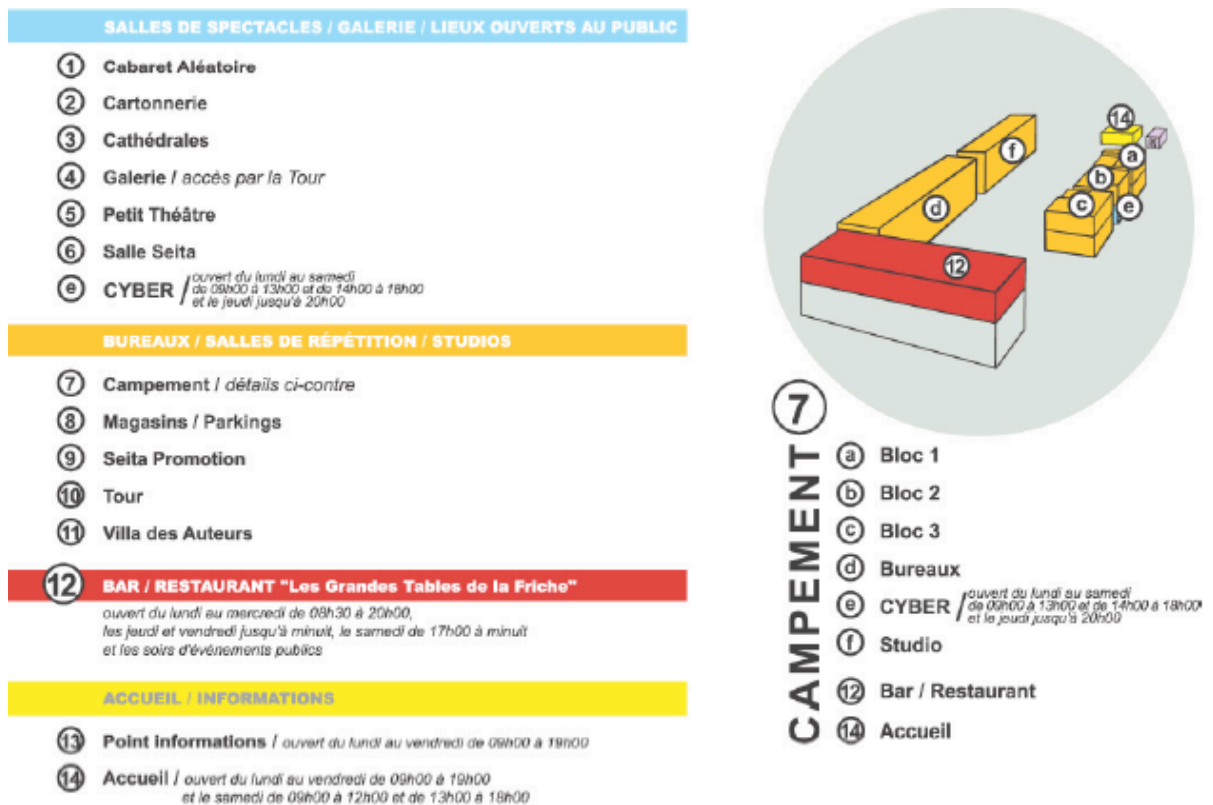 SALLES DE SPECTACLES / GALERIE / LIEUX OUVERTS AU PUBLIC
1 Cabaret Aléatoire
2 Cartonnerie
3 Cathédrales
4 Galerie / accès par la Tour
5 Petit Théâtre
6 Salle Seita
e CYBER / ouvert du lundi au samedi
de 09h00 à 13h00 et de 14h00 à 18h00
et le jeudi jusqu'à 20h00
BUREAUX / SALLES DE RÉPÉTITION / STUDIOS
7 Campement / détails ci-contre
8 Magasins / Parkings
9 Seita Promotion
10 Tour
11 Villa des Auteurs
12 BAR / RESTAURANT "Les Grandes Tables de la Friche"
ouvert du lundi au mercredi de 08h30 à 20h00,
les jeudi et vendredi jusqu'à minuit, le samedi de 17h00 à minuit
et les soirs d'événements publics
ACCUEIL / INFORMATIONS
13 Point informations / ouvert du lundi au vendredi de 09h00 à 19h00
14 Accueil / ouvert du lundi au vendredi de 09h00 à 19h00
et le samedi de 09h00 à 12h00 et de 13h00 à 18h00
14
f
a
b
c
e
d
12
7
CAMPEMENT
a Bloc 1
b Bloc 2
c Bloc 3
d Bureaux
e CYBER / ouvert du lundi au samedi
de 09h00 à 13h00 et de 14h00 à 18h00
et le jeudi jusqu'à 20h00
f Studio
12 Bar / Restaurant
14 Accueil